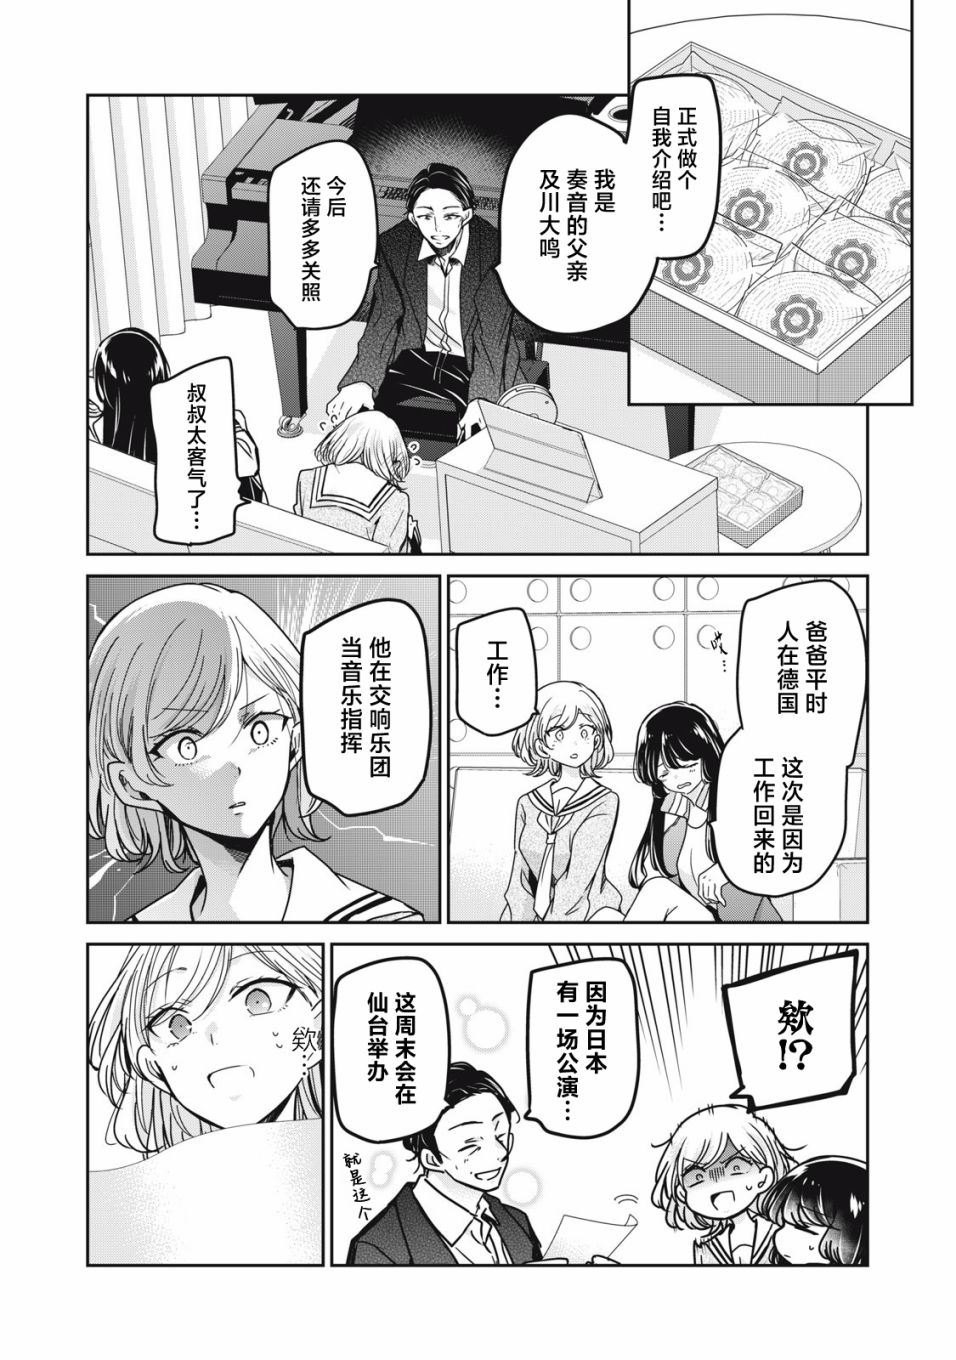 正式做个
自我介绍吧…
我是
奏音的父亲
及川大鸣
今后
还请多多关照
叔叔太客气了…
爸爸平时
人在德国
这次是因为
工作回来的
哎…
工作…
他在交响乐团
当音乐指挥
欸!?
因为日本
有一场公演…
这周末会在
仙台举办
就是这个
欸…